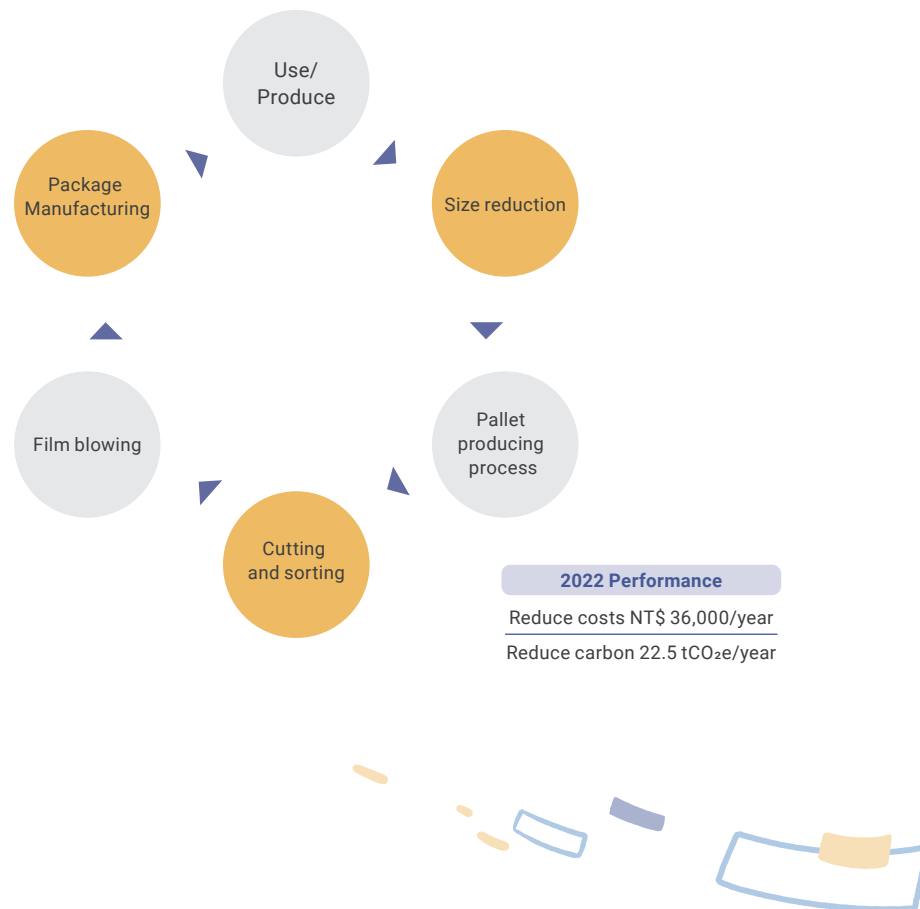 Use/
Produce
Package
Manufacturing
Size reduction
Film blowing
Pallet
producing
process
Cutting
and sorting
2022 Performance
Reduce costs NT$ 36,000/year
Reduce carbon 22.5 tCO₂e/year